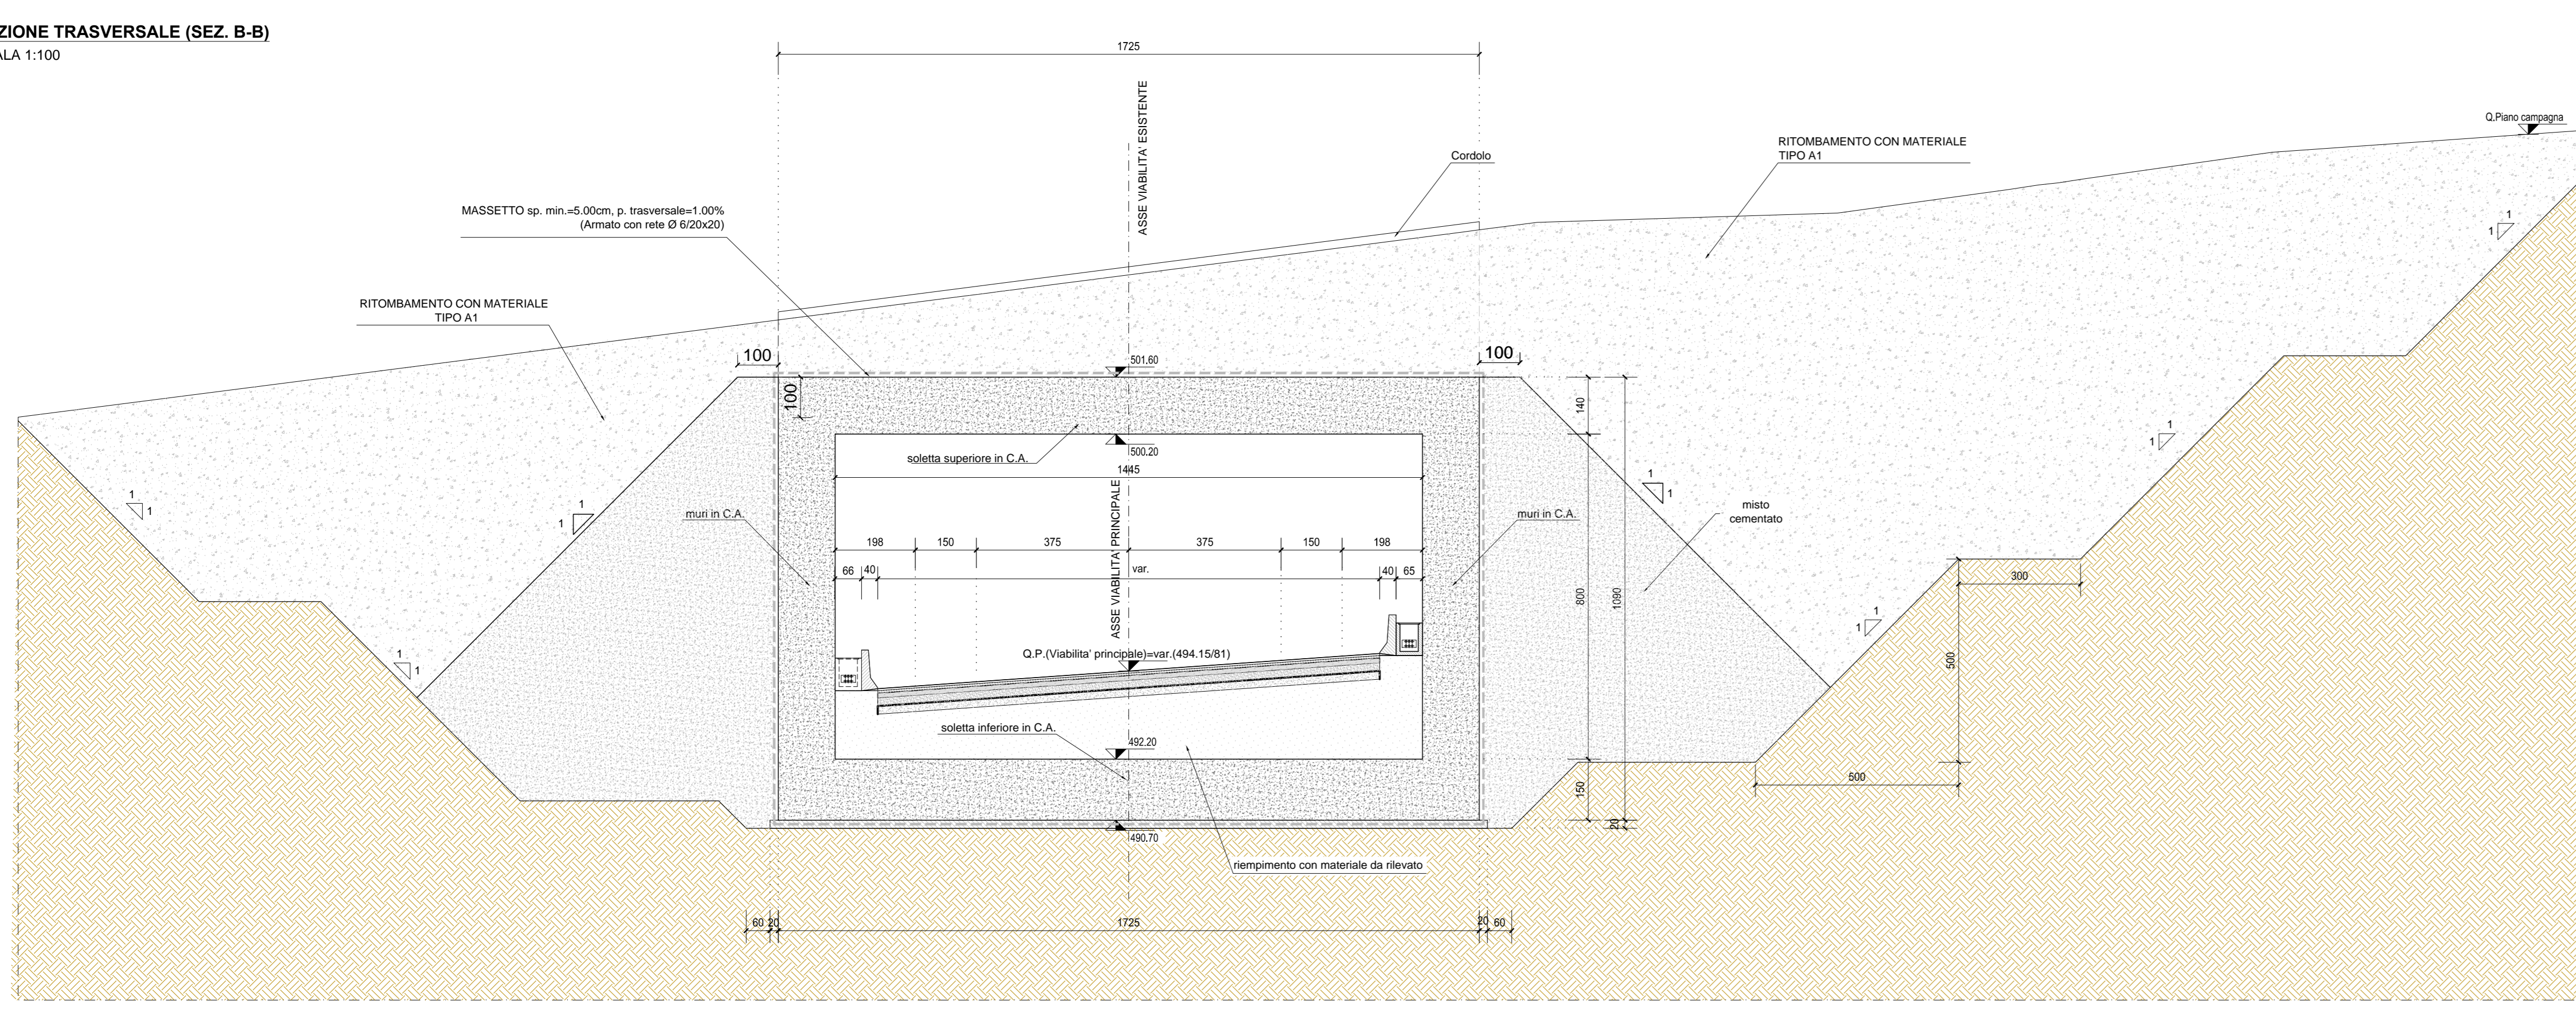 ZIONE TRASVERSALE (SEZ. B-B)
ALA 1:100
1725
ASSE VIABILITA' ESISTENTE
Q.Piano campagna
Cordolo
RITOMBAMENTO CON MATERIALE
TIPO A1
MASSETTO sp. min.=5.00cm, p. trasversale=1.00%
(Armato con rete Ø 6/20x20)
1
1
RITOMBAMENTO CON MATERIALE
TIPO A1
100
501.60
100
100
140
500.20
soletta superiore in C.A.
1445
1
1
1
1
1
1
1
1
muri in C.A.
ASSE VIABILITA' PRINCIPALE
muri in C.A.
misto
cementato
198
150
375
375
150
198
66
40
var.
40
65
300
800
1090
1
1
1
1
Q.P.(Viabilita' principale)=var.(494.15/81)
500
soletta inferiore in C.A.
492.20
500
150
20
490.70
riempimento con materiale da rilevato
60
20
1725
20
60